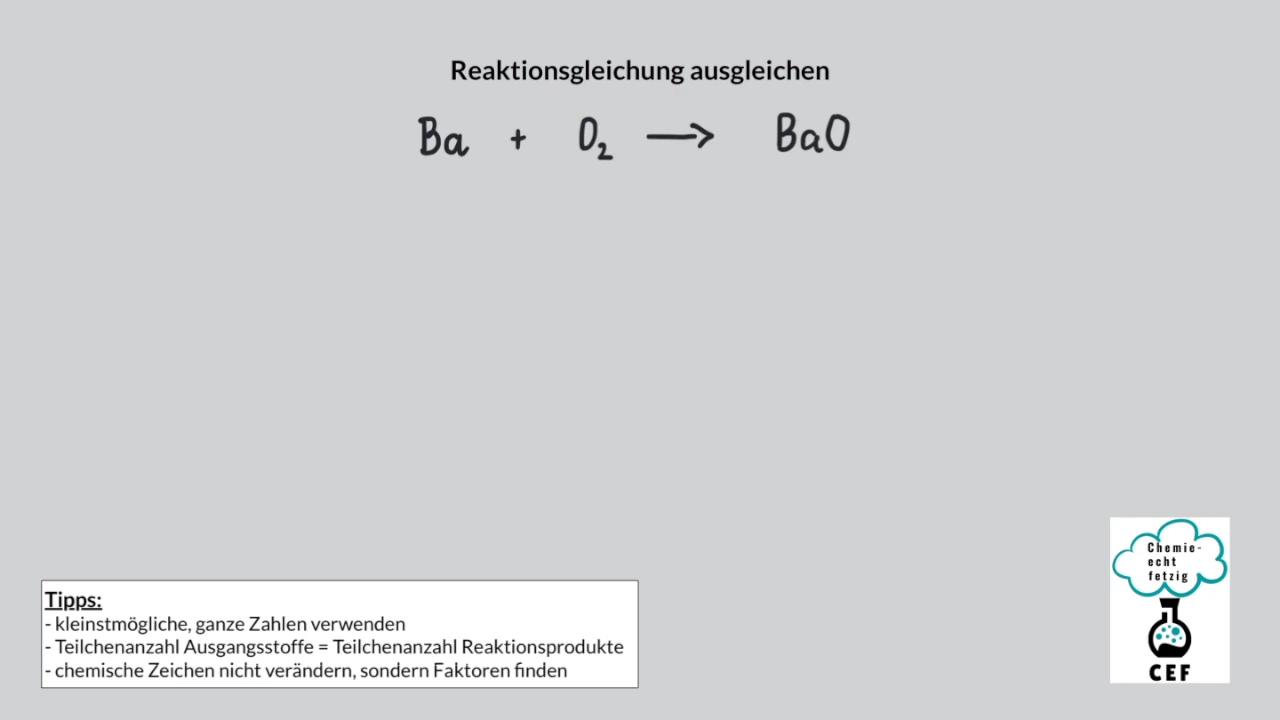 Reaktionsgleichung ausgleichen
Ba + O₂ → BaO
Tipps:
- kleinstmögliche, ganze Zahlen verwenden
- Teilchenanzahl Ausgangsstoffe = Teilchenanzahl Reaktionsprodukte
- chemische Zeichen nicht verändern, sondern Faktoren finden
Chemie-
echt
fetzig
CEF